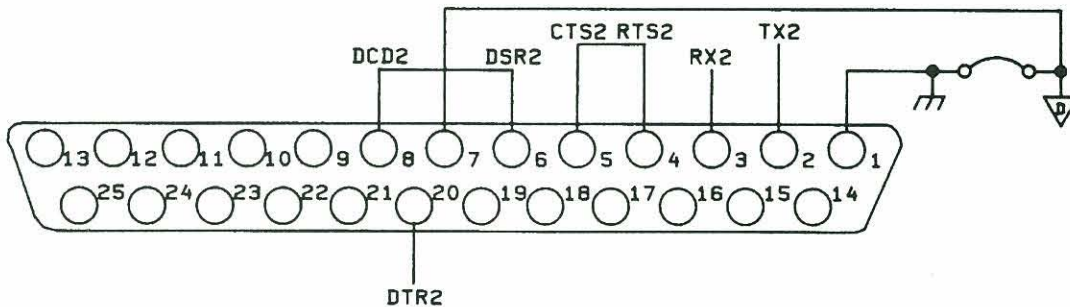 CTS2 RTS2 TX2
DCD2 DSR2 RX2
D
13 12 11 10 9 8 7 6 5 4 3 2 1
25 24 23 22 21 20 19 18 17 16 15 14
DTR2